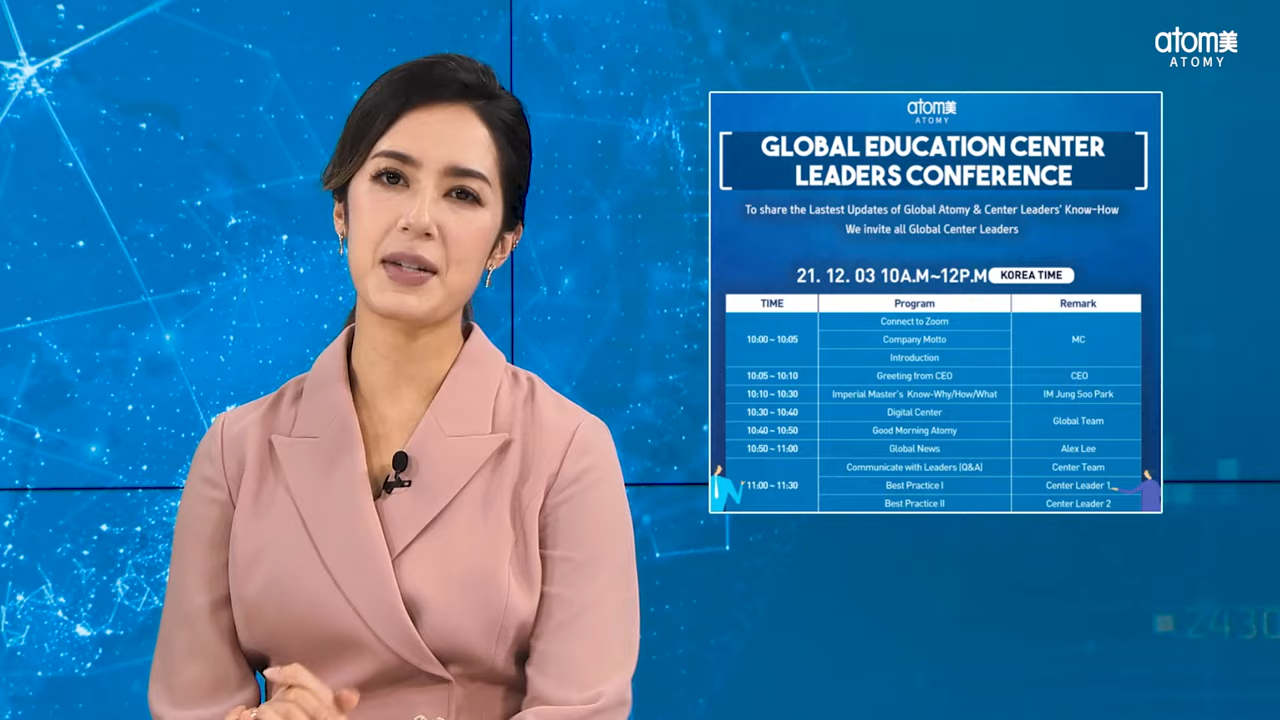 atom美
ATOMY
atom美
ATOMY
GLOBAL EDUCATION CENTER
LEADERS CONFERENCE
To share the Lastest Updates of Global Atomy & Center Leaders' Know-How
We invite all Global Center Leaders
21. 12. 03 10A.M~12P.M KOREA TIME
TIME Program Remark
10:00 ~ 10:05 Connect to Zoom MC
Company Motto
Introduction
10:05 ~ 10:10 Greeting from CEO CEO
10:10 ~ 10:30 Imperial Master's Know-Why/How/What IM Jung Soo Park
10:30 ~ 10:40 Digital Center Global Team
10:40 ~ 10:50 Good Morning Atomy
10:50 ~ 11:00 Global News Alex Lee
11:00 ~ 11:30 Communicate with Leaders (Q&A) Center Team
Best Practice I Center Leader 1
Best Practice II Center Leader 2
2430